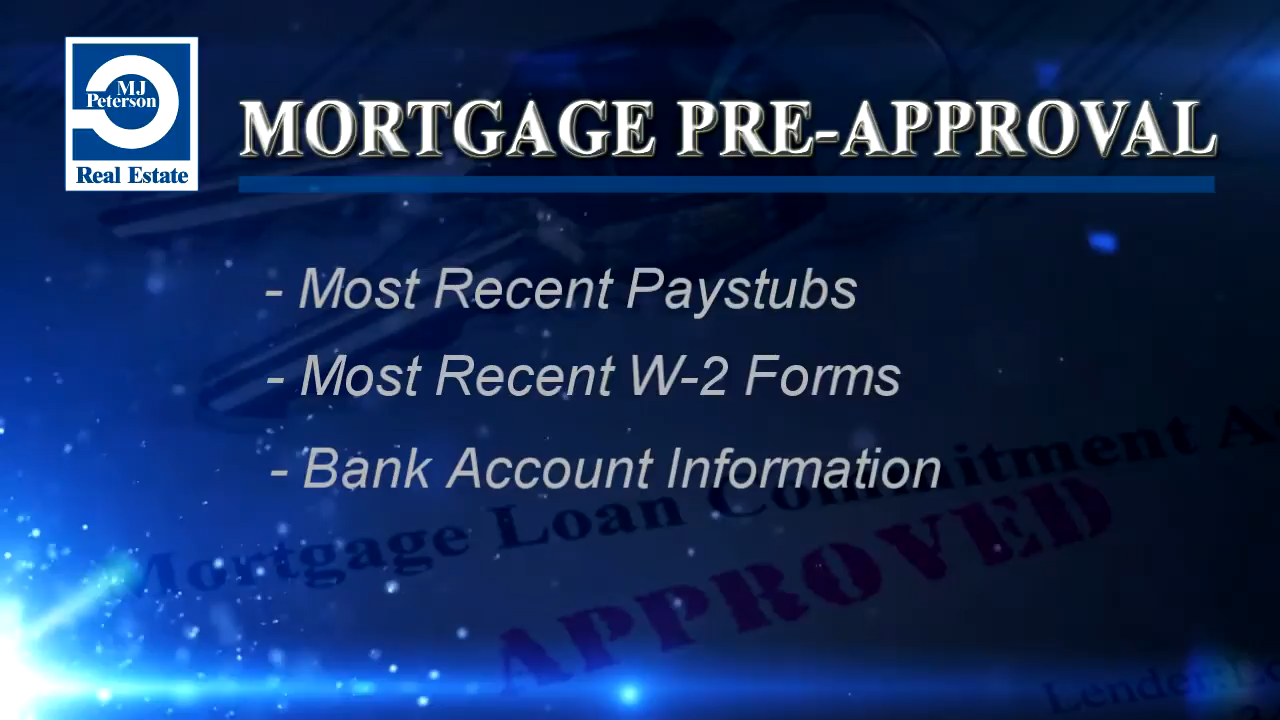 MJ
Peterson
Real Estate
MORTGAGE PRE-APPROVAL
- Most Recent Paystubs
- Most Recent W-2 Forms
- Bank Account Information
Mortgage Loan Commitment
APPROVED
Lender: